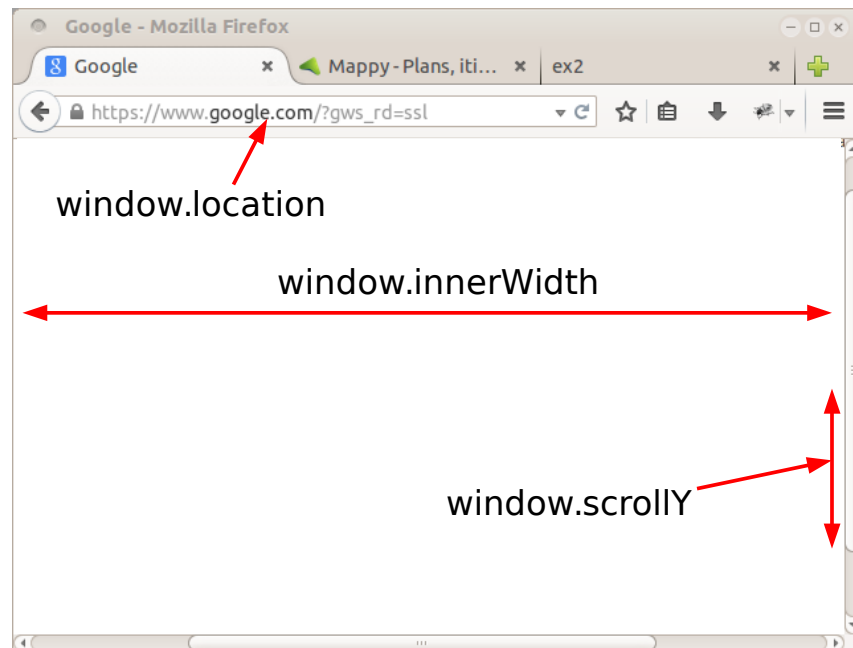 Google - Mozilla Firefox
8 Google
Mappy - Plans, iti...
ex2
https://www.google.com/?gws_rd=ssl
window.location
window.innerWidth
window.scrollY